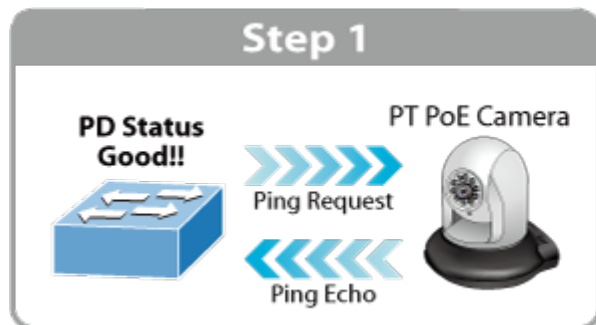 Step 1
PD Status
Good!!
PT PoE Camera
Ping Request
Ping Echo